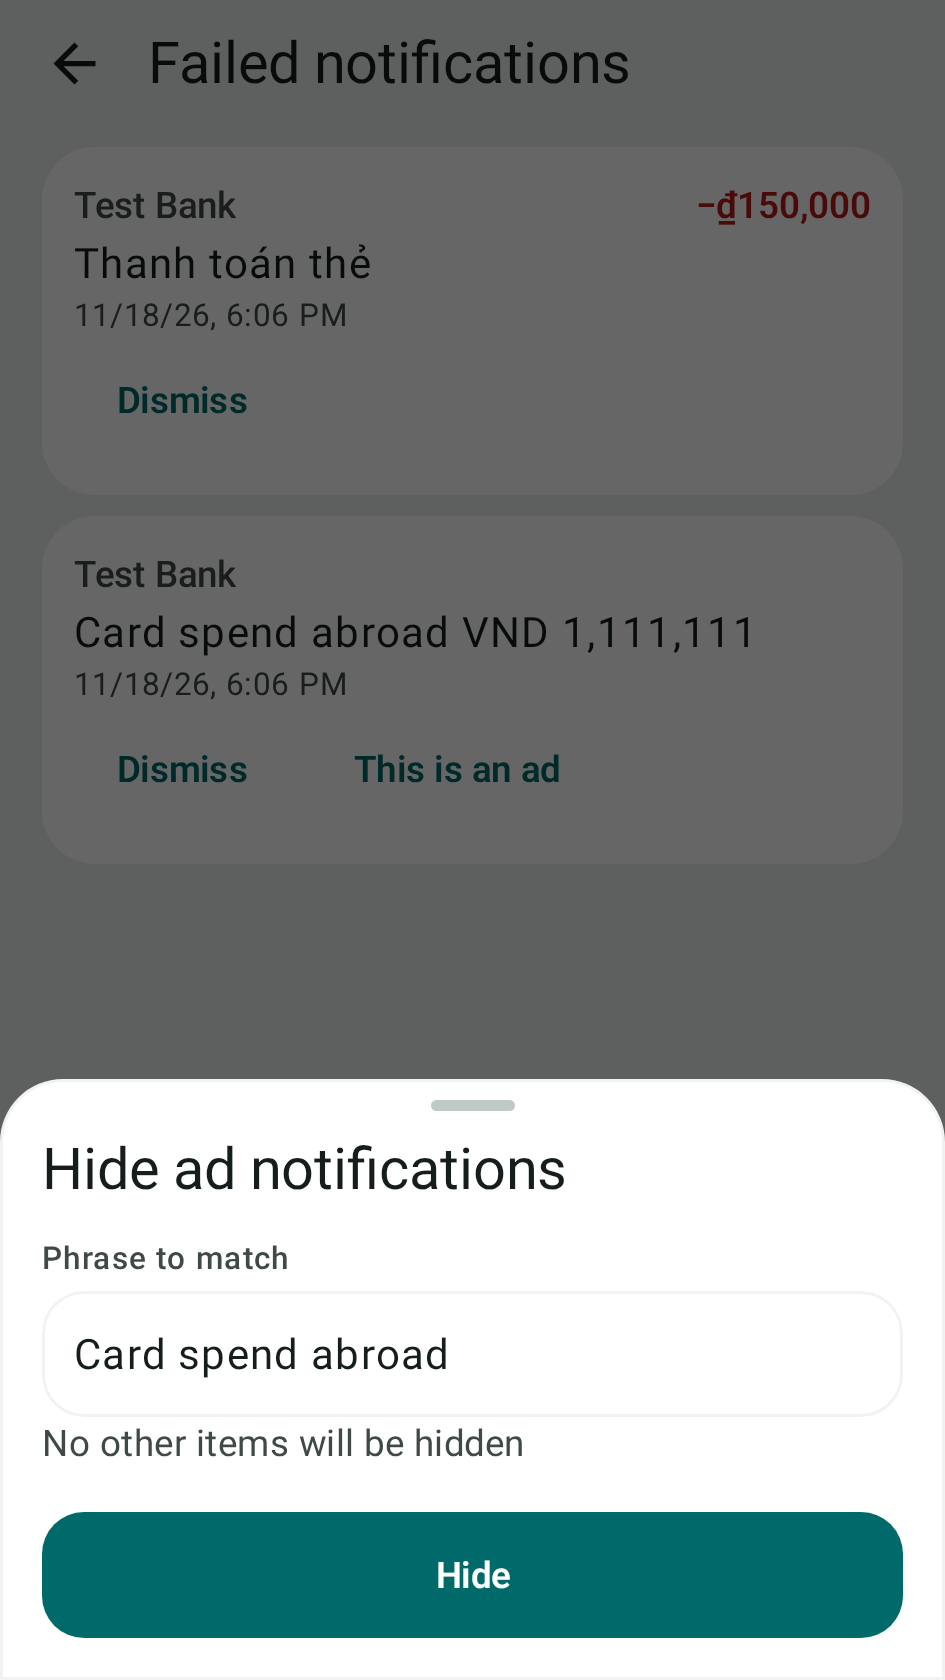 Failed notifications
Test Bank
−₫150,000
Thanh toán thẻ
11/18/26, 6:06 PM
Dismiss
Test Bank
Card spend abroad VND 1,111,111
11/18/26, 6:06 PM
Dismiss
This is an ad
Hide ad notifications
Phrase to match
Card spend abroad
No other items will be hidden
Hide